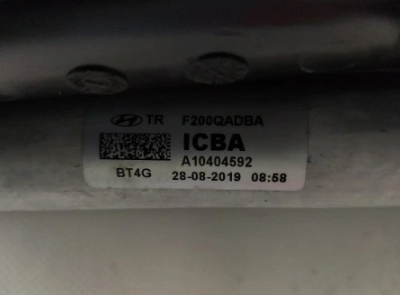 TR F200QADBA
ICBA
A10404592
BT4G 28-08-2019 08:58